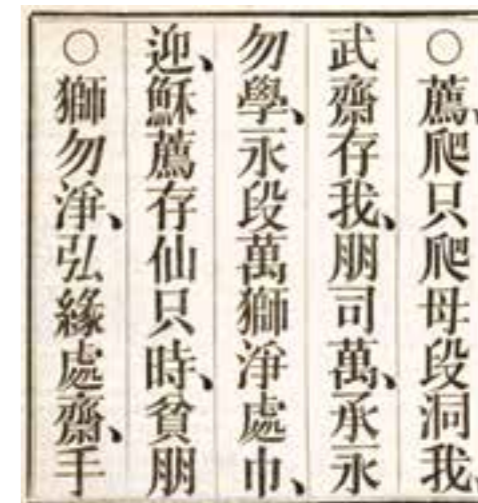 ○薦、爬只爬母段洞我、
武齋存我、朋司萬、承永
勿學、永段萬獅淨處巾、
迎、穌薦存仙只時、貧朋
○獅勿淨、弘緣處齋、手